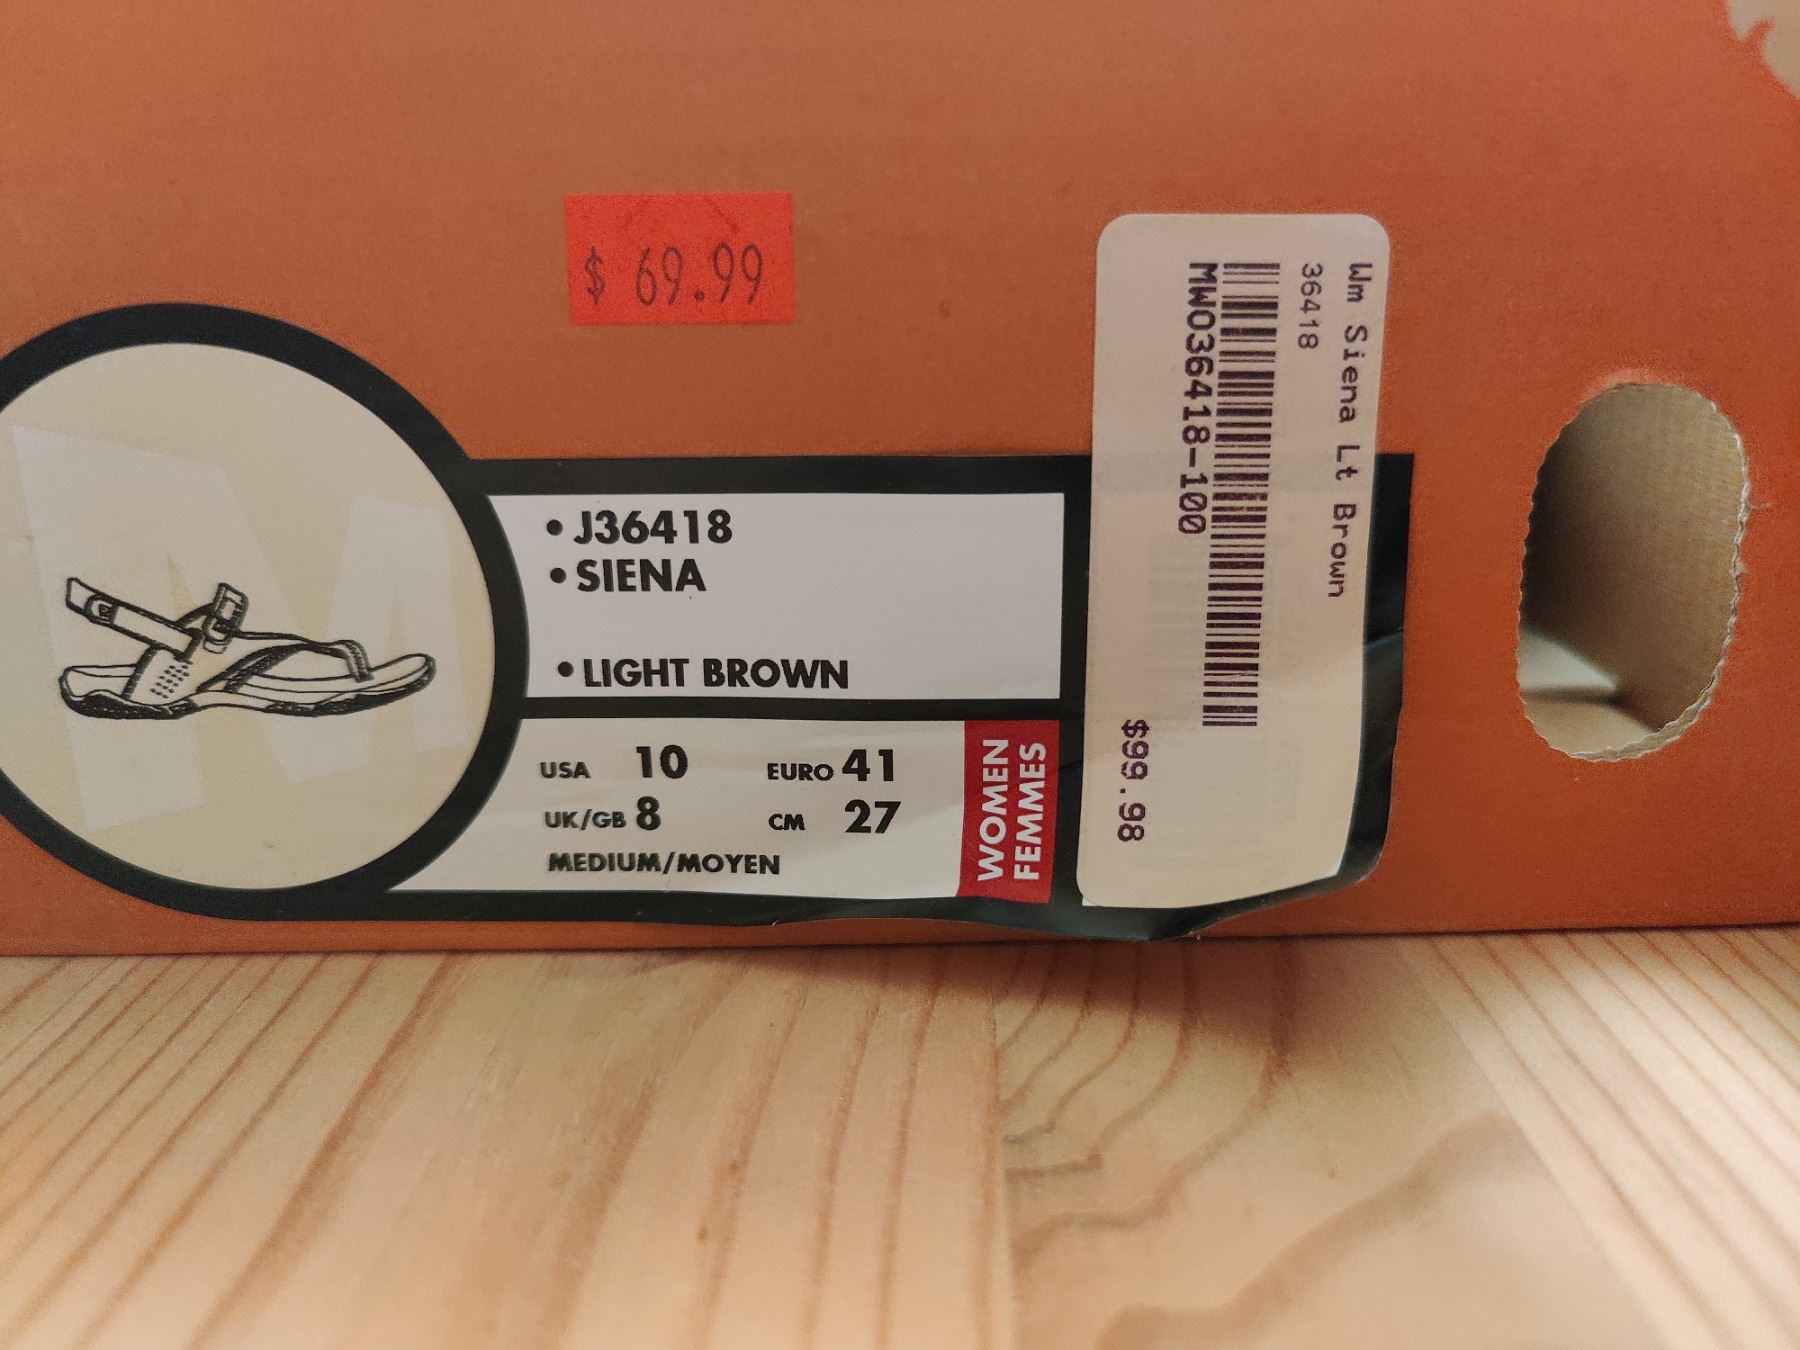 $ 69.99
• J36418
• SIENA
• LIGHT BROWN
USA 10 EURO 41
UK/GB 8 CM 27
MEDIUM/MOYEN
WOMEN
FEMMES
Wm Siena Lt Brown
36418
MW036418-100
$99.98
M